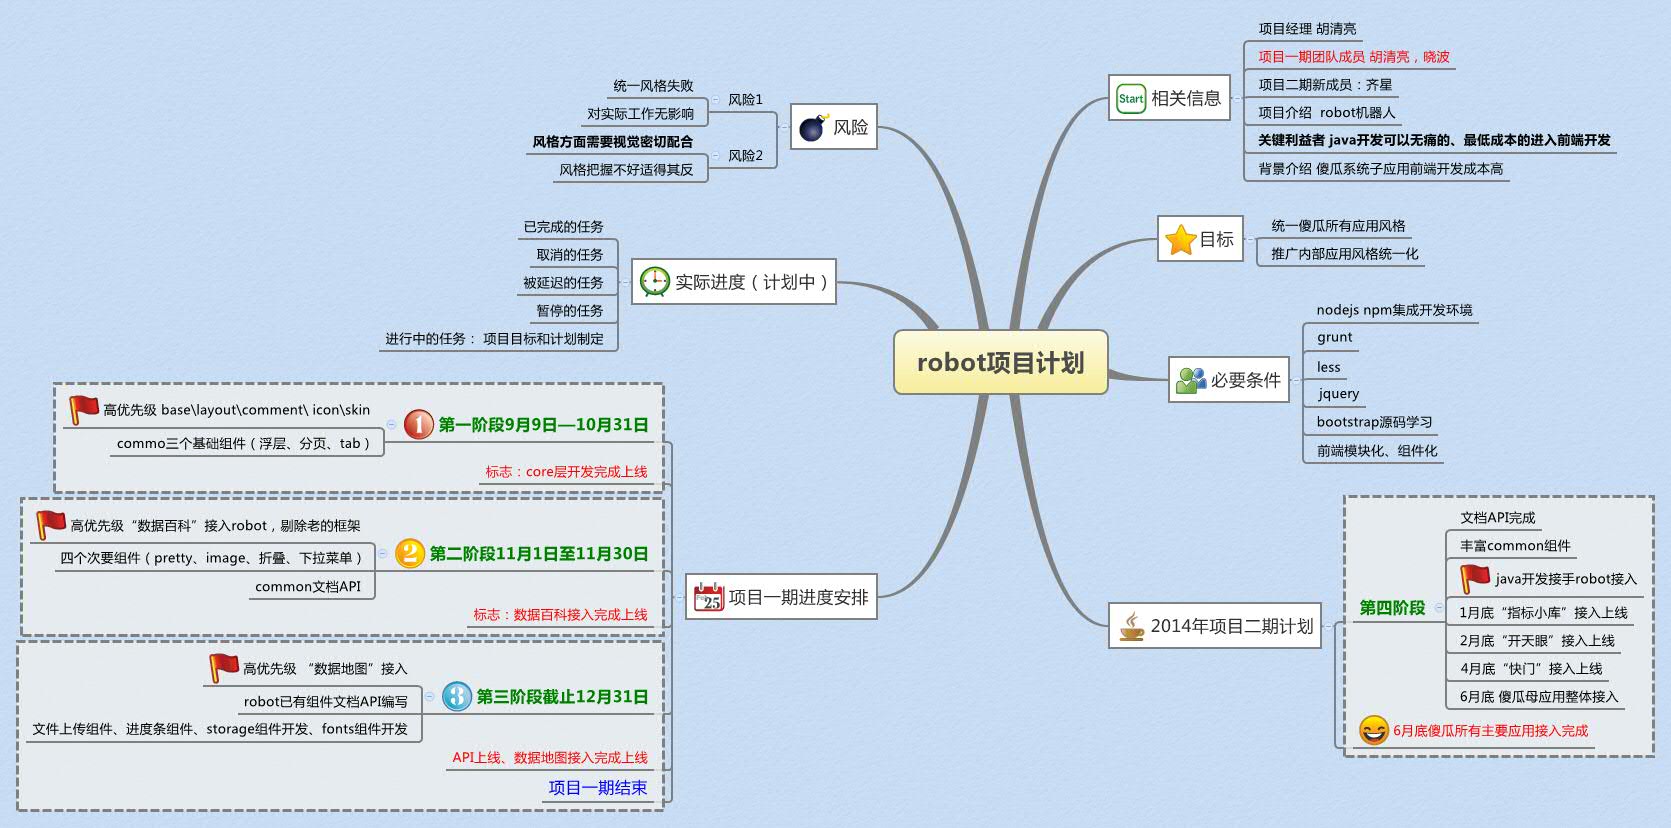 robot项目计划
Start
相关信息
项目经理 胡清亮
项目一期团队成员 胡清亮，晓波
项目二期新成员：齐星
项目介绍 robot机器人
关键利益者 java开发可以无痛的、最低成本的进入前端开发
背景介绍 傻瓜系统子应用前端开发成本高
目标
统一傻瓜所有应用风格
推广内部应用风格统一化
必要条件
nodejs npm集成开发环境
grunt
less
jquery
bootstrap源码学习
前端模块化、组件化
2014年项目二期计划
第四阶段
文档API完成
丰富common组件
java开发接手robot接入
1月底“指标小库”接入上线
2月底“开天眼”接入上线
4月底“快门”接入上线
6月底 傻瓜母应用整体接入
6月底傻瓜所有主要应用接入完成
风险
风险1
统一风格失败
对实际工作无影响
风险2
风格方面需要视觉密切配合
风格把握不好适得其反
实际进度（计划中）
已完成的任务
取消的任务
被延迟的任务
暂停的任务
进行中的任务： 项目目标和计划制定
25
项目一期进度安排
1
第一阶段9月9日—10月31日
高优先级 base\layout\comment\ icon\skin
commo三个基础组件（浮层、分页、tab）
标志：core层开发完成上线
2
第二阶段11月1日至11月30日
高优先级“数据百科”接入robot，剔除老的框架
四个次要组件（pretty、image、折叠、下拉菜单）
common文档API
标志：数据百科接入完成上线
3
第三阶段截止12月31日
高优先级 “数据地图”接入
robot已有组件文档API编写
文件上传组件、进度条组件、storage组件开发、fonts组件开发
API上线、数据地图接入完成上线
项目一期结束